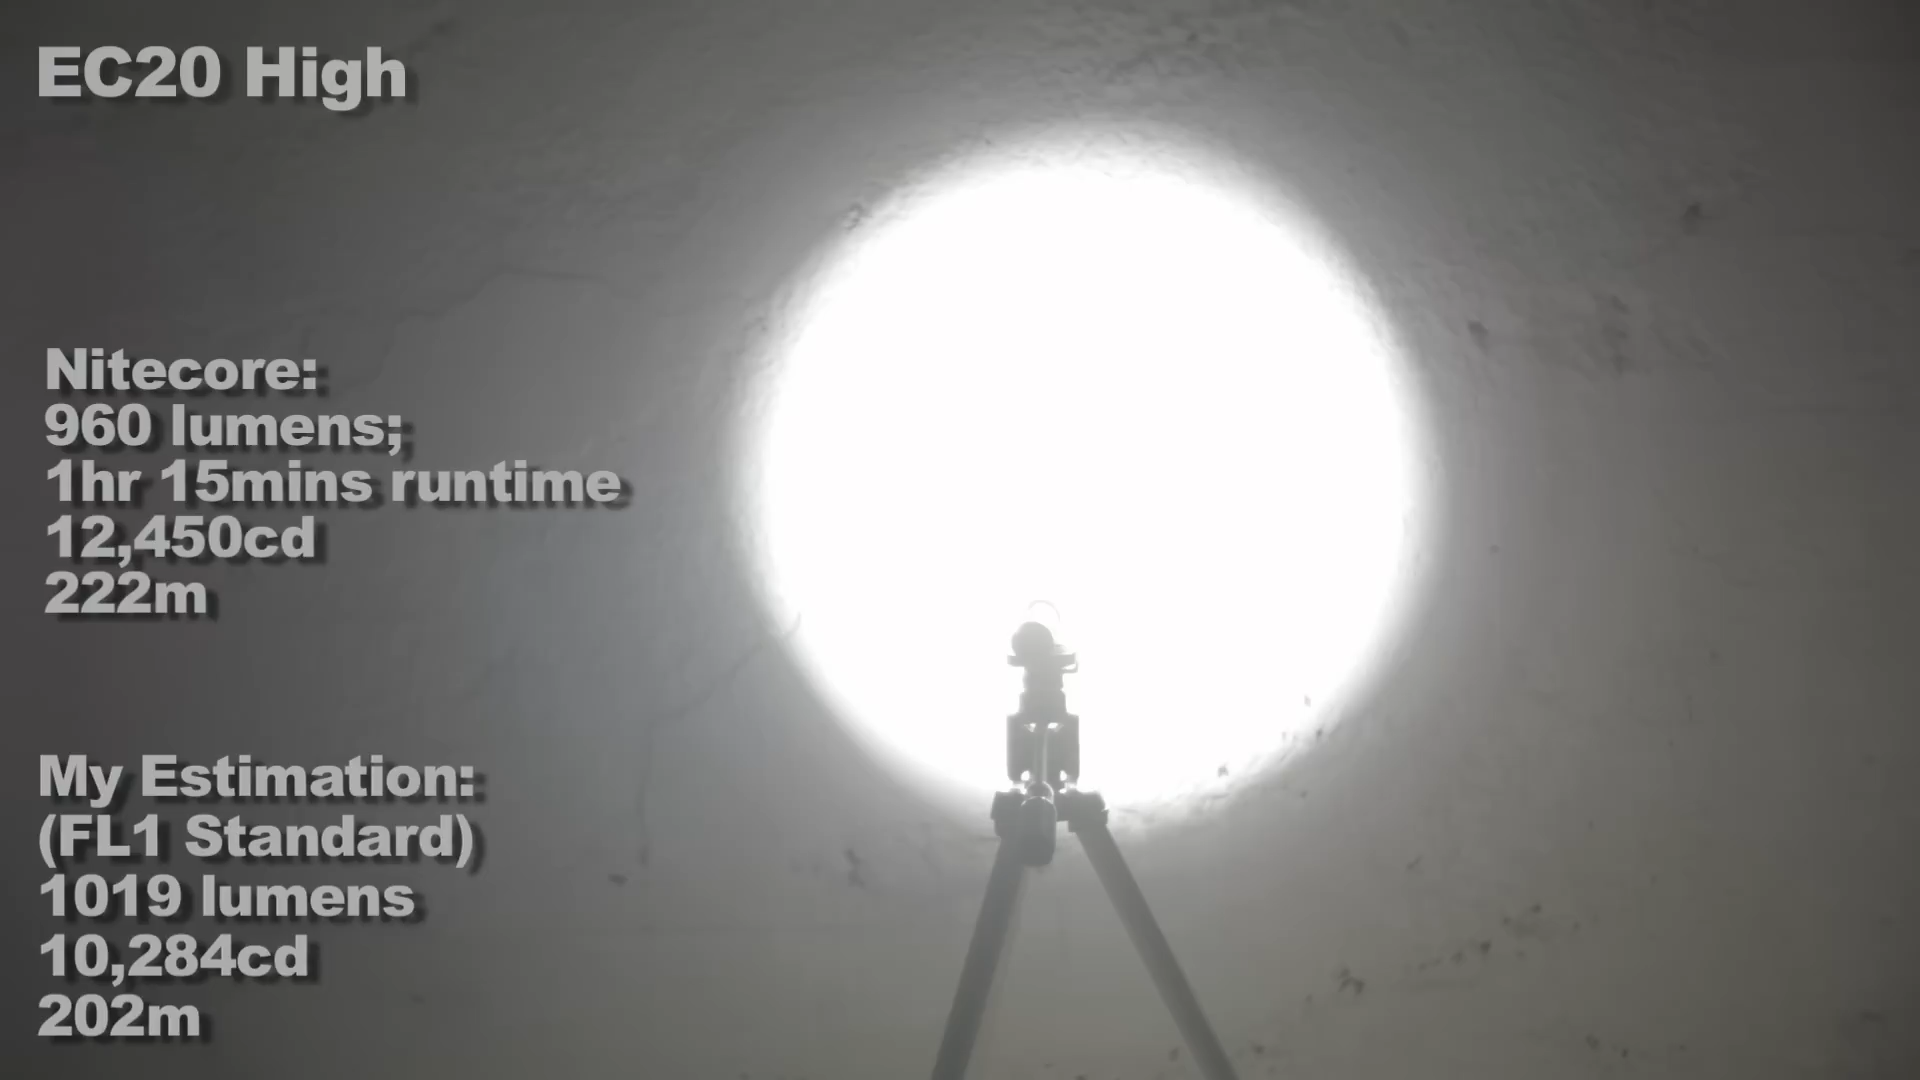 EC20 High
Nitecore:
960 lumens;
1hr 15mins runtime
12,450cd
222m
My Estimation:
(FL1 Standard)
1019 lumens
10,284cd
202m